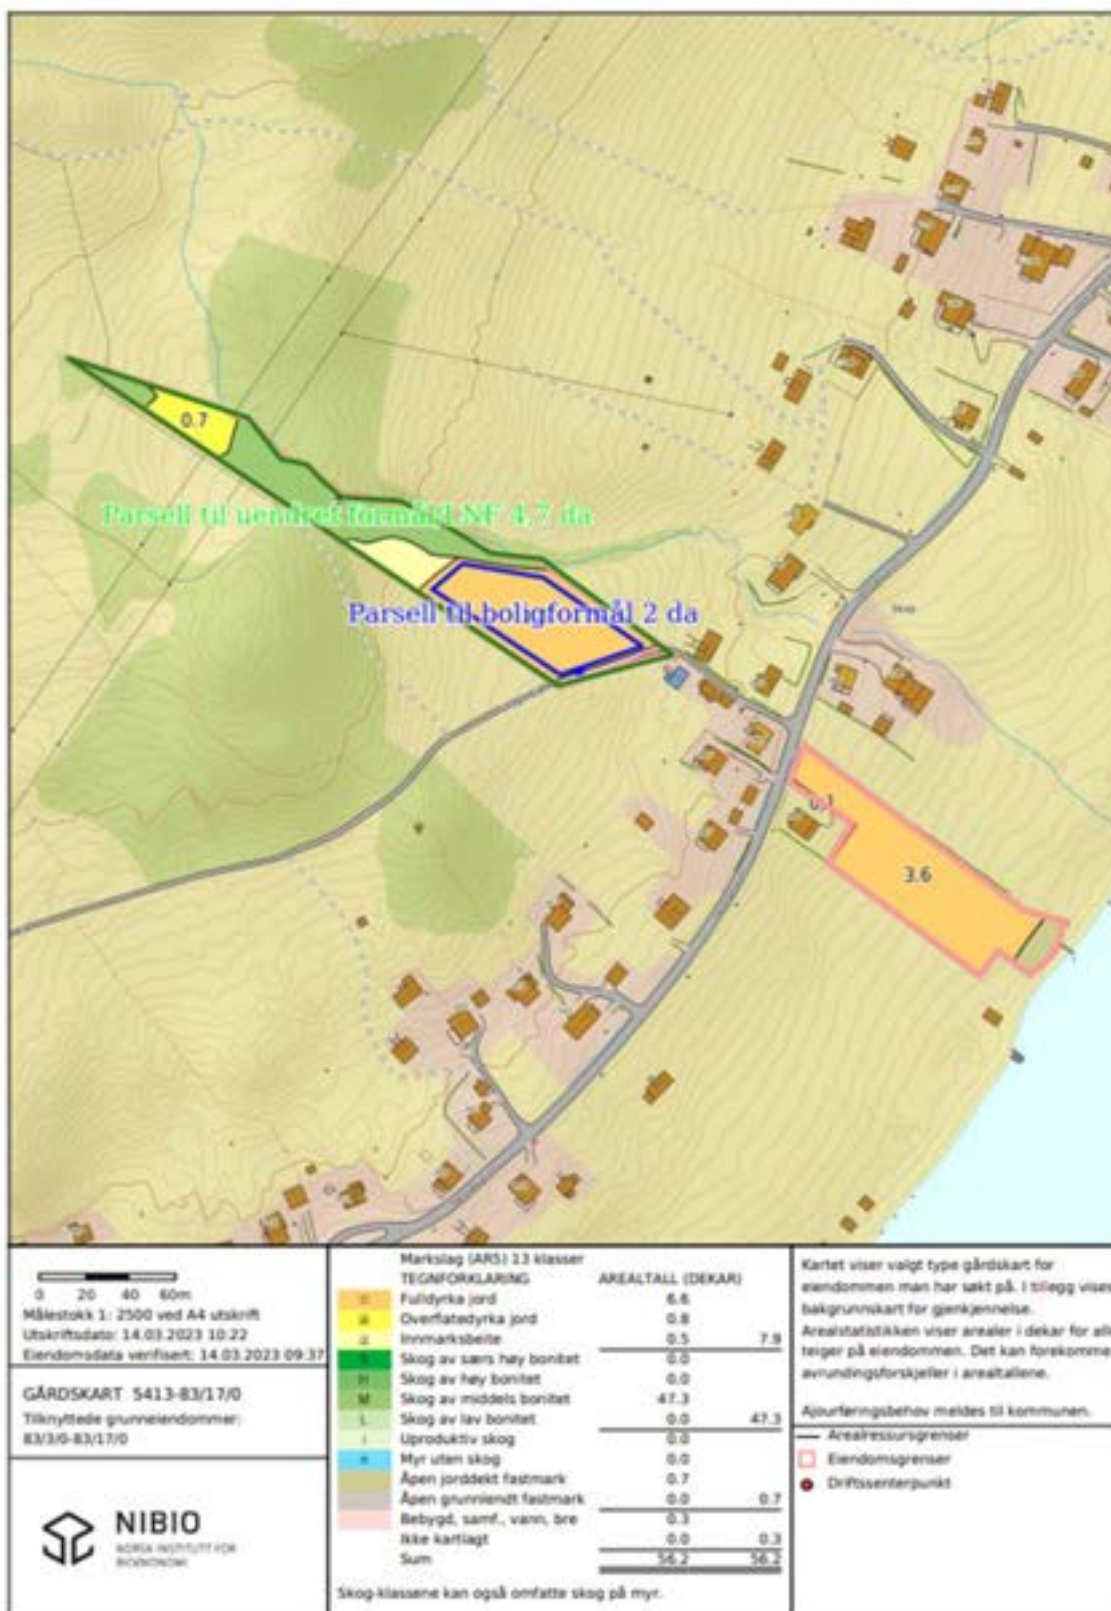 0.7
Parsell til uendret formål LNF 4,7 da
Parsell til boligformål 2 da
3.6
0 20 40 60m
Målestokk 1: 2500 ved A4 utskrift
Utskriftsdato: 14.03.2023 10:22
Eiendomsdata verifisert: 14.03.2023 09:37
GÅRDSKART 5413-83/17/0
Tilknyttede grunneiendommer:
83/3/0-83/17/0
NIBIO
NORSK INSTITUTT FOR
BIOØKONOMI
Markslag (AR5) 13 klasser
TEGNFORKLARING AREALTALL (DEKAR)
Fulldyrka jord 6.6
Overflatedyrka jord 0.8
Innmarksbeite 0.5 7.9
Skog av særs høy bonitet 0.0
H Skog av høy bonitet 0.0
M Skog av middels bonitet 47.3
L Skog av lav bonitet 0.0 47.3
i Uproduktiv skog 0.0
Myr uten skog 0.0
Åpen jorddekt fastmark 0.7
Åpen grunnlendt fastmark 0.0 0.7
Bebygd, samf., vann, bre 0.3
Ikke kartlagt 0.0 0.3
Sum 56.2 56.2
Skog-klassene kan også omfatte skog på myr.
Kartet viser valgt type gårdskart for
eiendommen man har søkt på. I tillegg vises
bakgrunnskart for gjenkjennelse.
Arealstatistikken viser arealer i dekar for all
teiger på eiendommen. Det kan forekomme
avrundingsforskjeller i arealtallene.
Ajourføringsbehov meldes til kommunen.
Arealressursgrenser
Eiendomsgrenser
Driftssenterpunkt